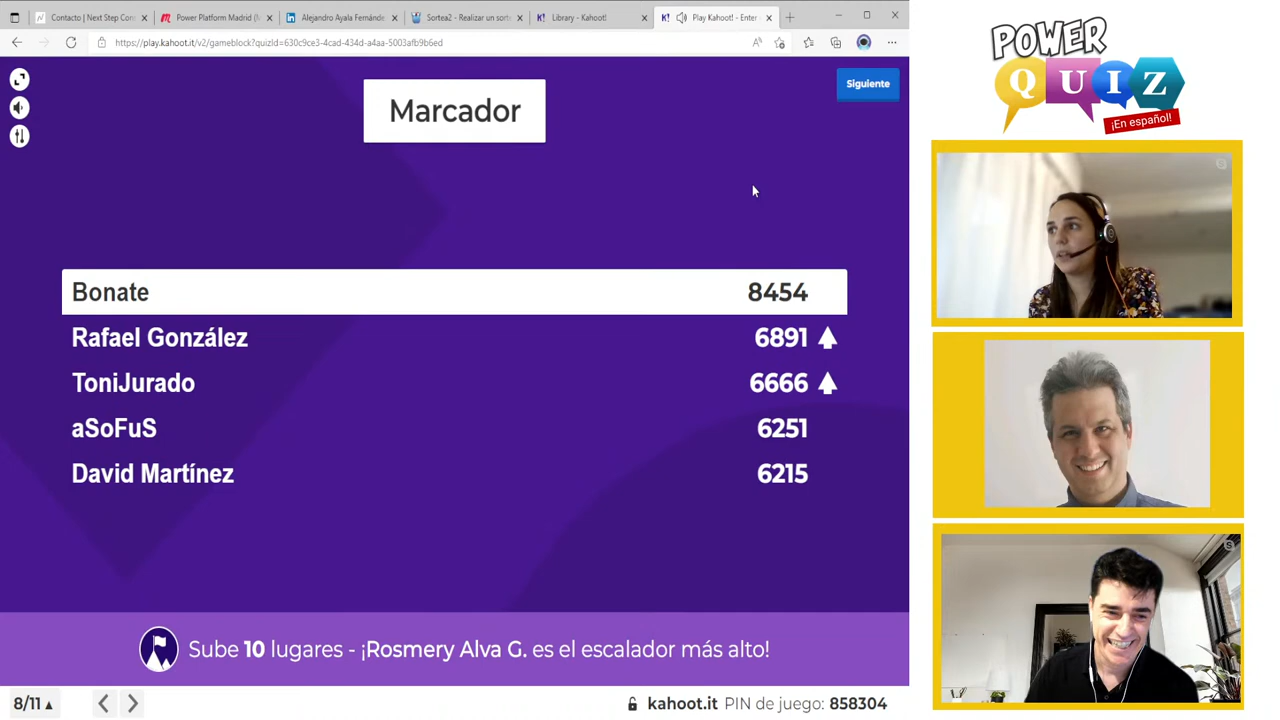 Contacto | Next Step Con
Power Platform Madrid (M
Alejandro Ayala Fernánde
Sortea2 - Realizar un sort
Library - Kahoot!
Play Kahoot! - Enter
https://play.kahoot.it/v2/gameblock?quizId=630c9ce3-4cad-434d-a4aa-5003afb9b6ed
Marcador
Siguiente
Bonate 8454
Rafael González 6891
ToniJurado 6666
aSoFuS 6251
David Martínez 6215
Sube 10 lugares - ¡Rosmery Alva G. es el escalador más alto!
8/11
kahoot.it PIN de juego: 858304
POWER
QUIZ
¡En español!